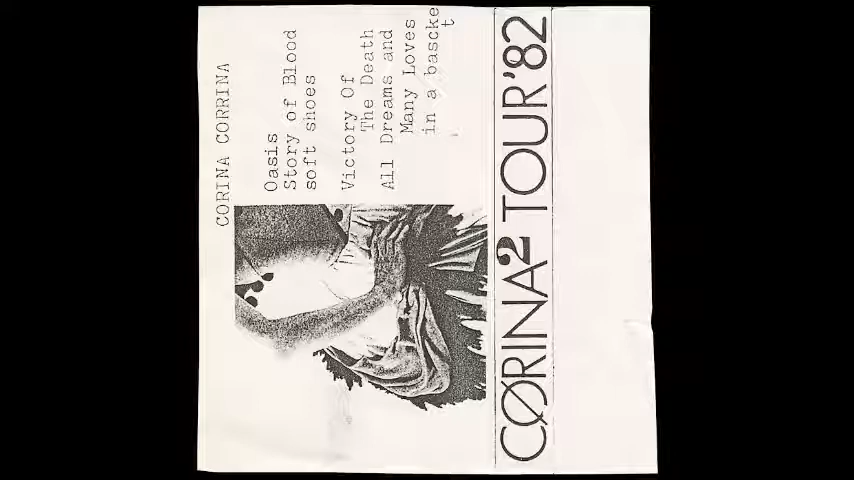 CORINA CORRINA
Oasis
Story of Blood
soft shoes
Victory Of
The Death
All Dreams and
Many Loves
in a bascke
t
CØRINA2 TOUR'82